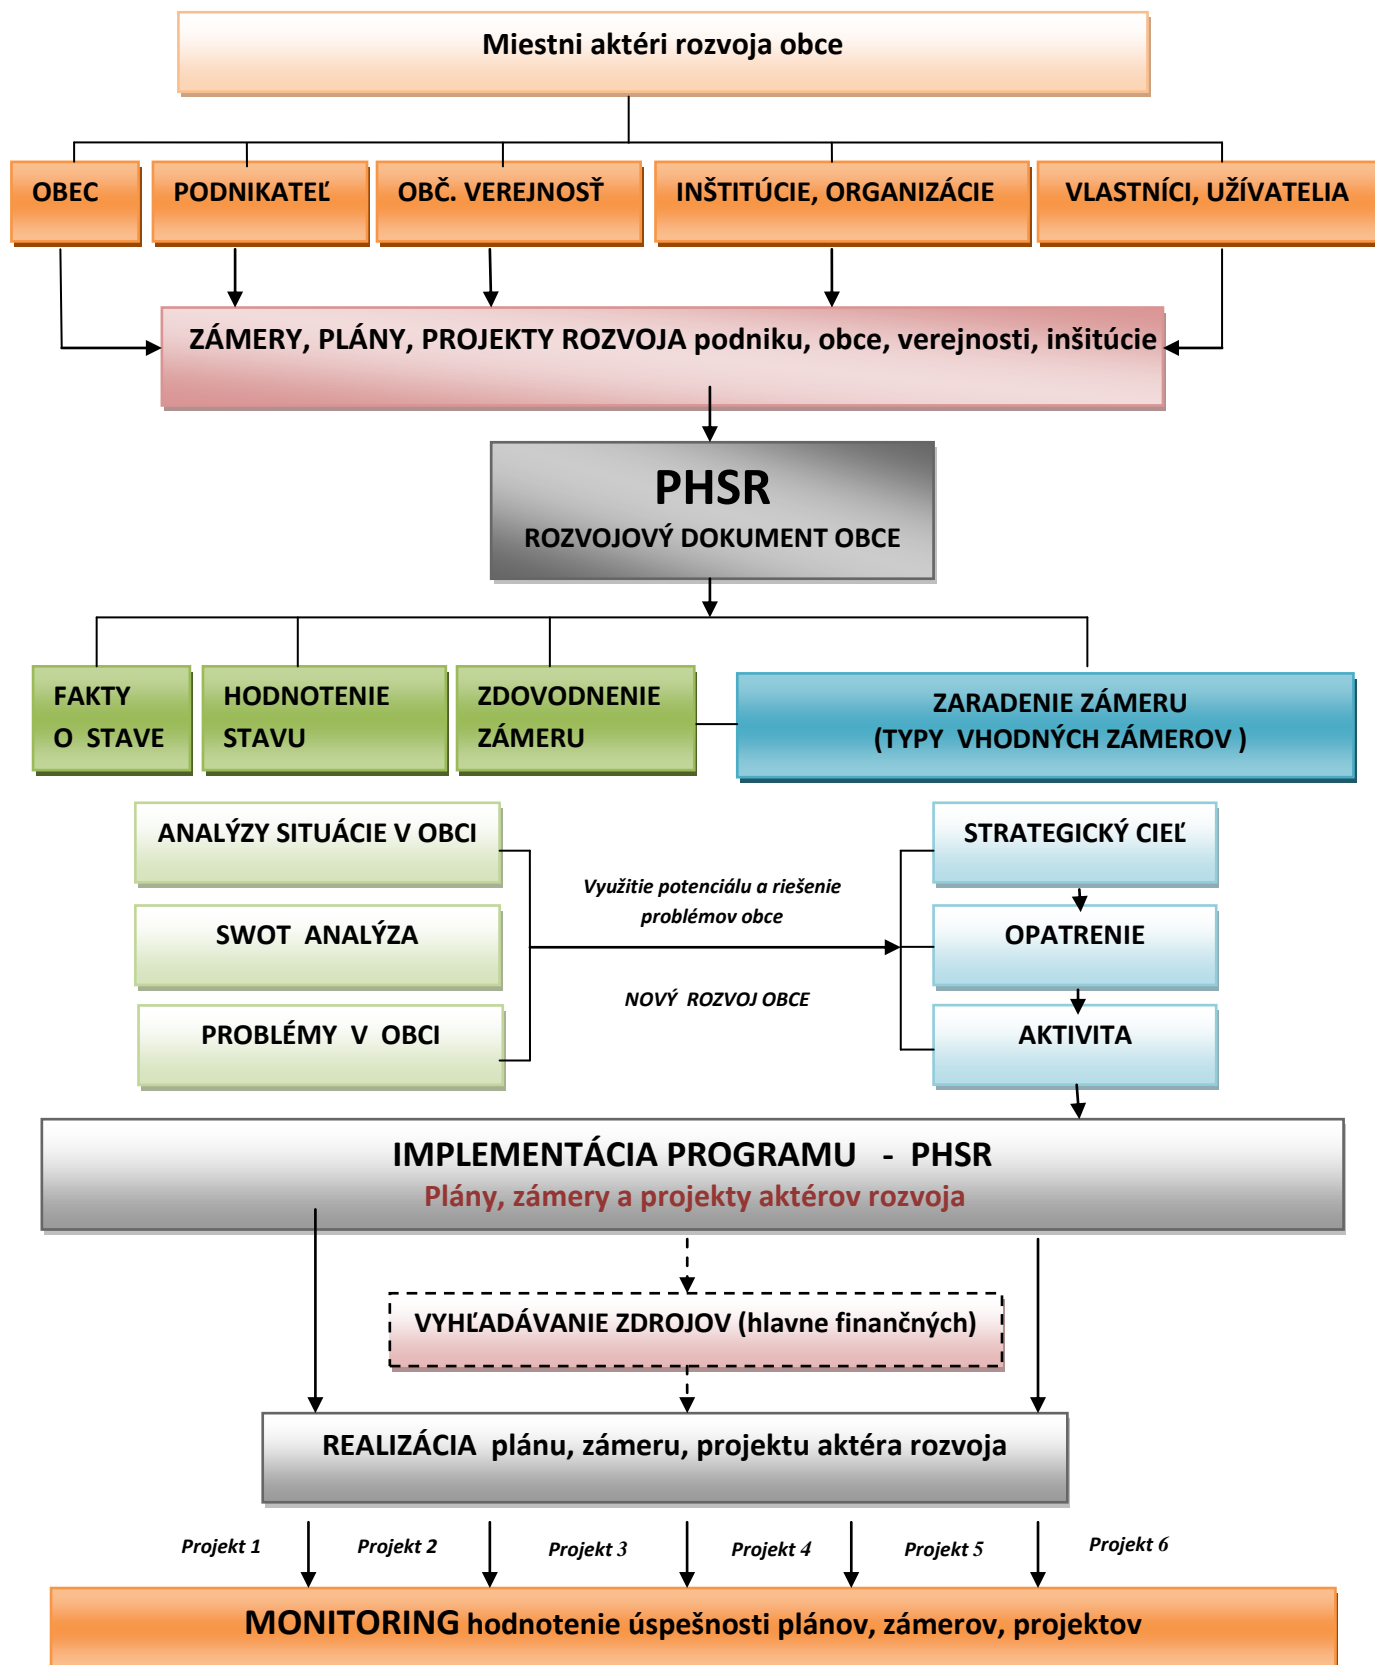 Miestni aktéri rozvoja obce
OBEC
PODNIKATEĽ
OBČ. VEREJNOSŤ
INŠTITÚCIE, ORGANIZÁCIE
VLASTNÍCI, UŽÍVATELIA
ZÁMERY, PLÁNY, PROJEKTY ROZVOJA podniku, obce, verejnosti, inšitúcie
PHSR
ROZVOJOVÝ DOKUMENT OBCE
FAKTY
O STAVE
HODNOTENIE
STAVU
ZDOVODNENIE
ZÁMERU
ZARADENIE ZÁMERU
(TYPY VHODNÝCH ZÁMEROV )
ANALÝZY SITUÁCIE V OBCI
SWOT ANALÝZA
PROBLÉMY V OBCI
Využitie potenciálu a riešenie
problémov obce
NOVÝ ROZVOJ OBCE
STRATEGICKÝ CIEĽ
OPATRENIE
AKTIVITA
IMPLEMENTÁCIA PROGRAMU - PHSR
Plány, zámery a projekty aktérov rozvoja
VYHĽADÁVANIE ZDROJOV (hlavne finančných)
REALIZÁCIA plánu, zámeru, projektu aktéra rozvoja
Projekt 1
Projekt 2
Projekt 3
Projekt 4
Projekt 5
Projekt 6
MONITORING hodnotenie úspešnosti plánov, zámerov, projektov